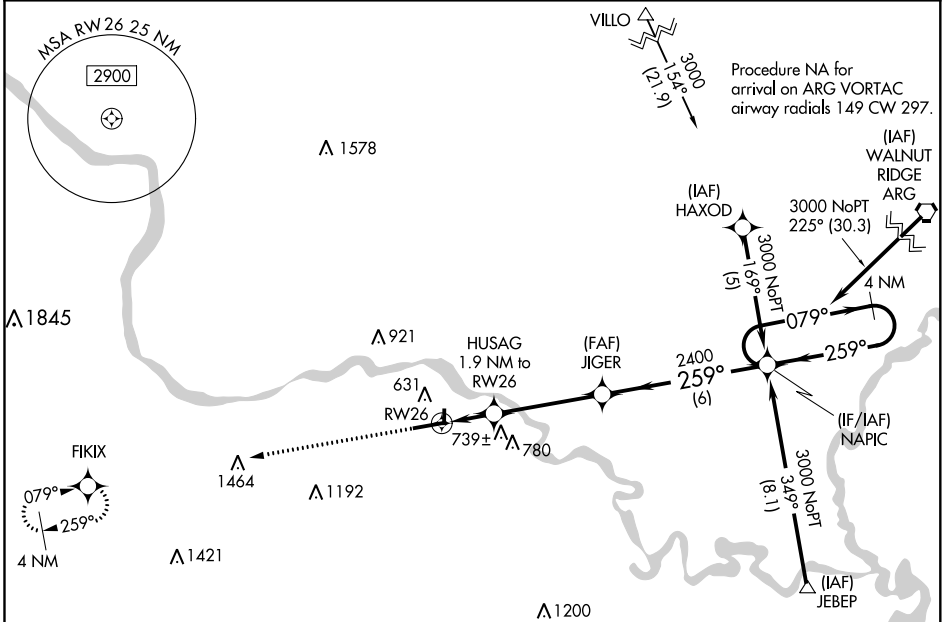 MSA RW26 25 NM
2900
VILLO
3000
154°
(21.9)
Procedure NA for
arrival on ARG VORTAC
airway radials 149 CW 297.
1578
(IAF)
WALNUT
RIDGE
ARG
(IAF)
HAXOD
3000 NoPT
225° (30.3)
3000 NoPT
169°
(5)
4 NM
079°
259°
1845
921
HUSAG
1.9 NM to
RW26
(FAF)
JIGER
2400
259°
(6)
(IF/IAF)
NAPIC
631
RW26
739±
780
FIKIX
079°
259°
4 NM
1464
1192
1421
3000 NoPT
349°
(8.1)
(IAF)
JEBEP
1200